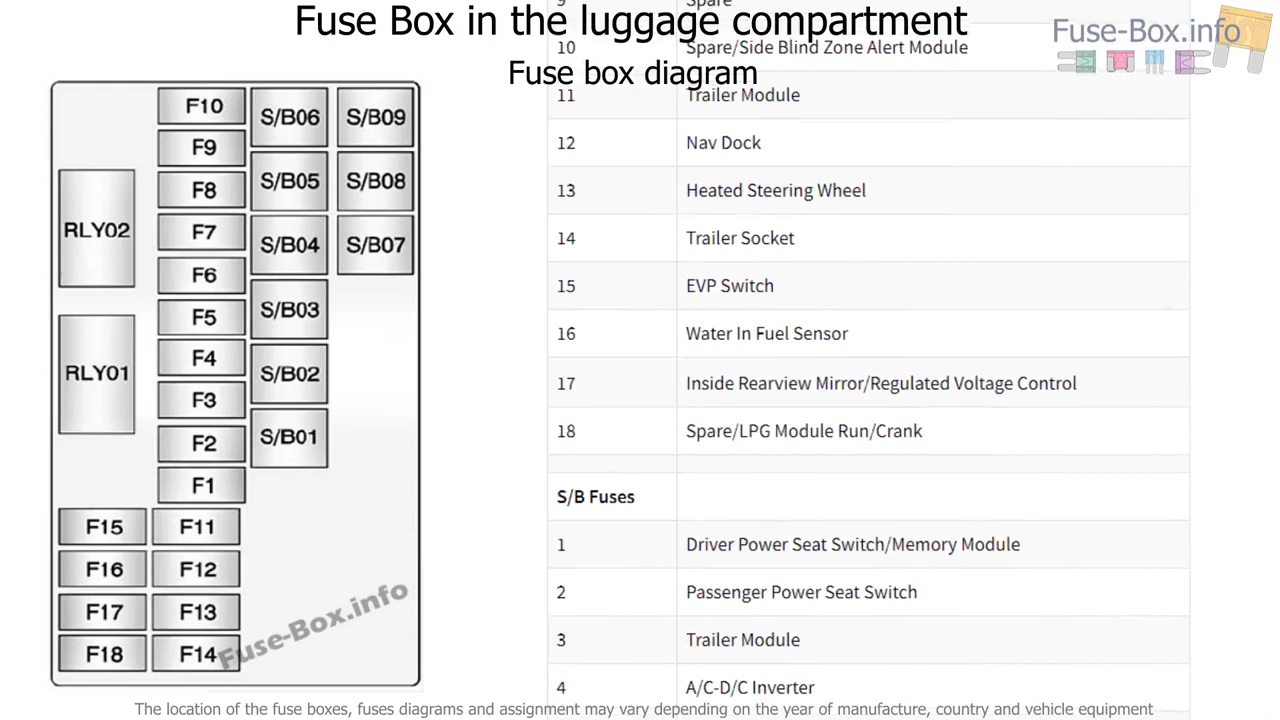 Fuse Box in the luggage compartment
Fuse box diagram
Fuse-Box.info
F10
F9
F8
F7
F6
F5
F4
F3
F2
F1
S/B06
S/B05
S/B04
S/B03
S/B02
S/B01
S/B09
S/B08
S/B07
RLY02
RLY01
F15 F11
F16 F12
F17 F13
F18 F14
Fuse-Box.info
9 Spare
10 Spare/Side Blind Zone Alert Module
11 Trailer Module
12 Nav Dock
13 Heated Steering Wheel
14 Trailer Socket
15 EVP Switch
16 Water In Fuel Sensor
17 Inside Rearview Mirror/Regulated Voltage Control
18 Spare/LPG Module Run/Crank
S/B Fuses
1 Driver Power Seat Switch/Memory Module
2 Passenger Power Seat Switch
3 Trailer Module
4 A/C-D/C Inverter
The location of the fuse boxes, fuses diagrams and assignment may vary depending on the year of manufacture, country and vehicle equipment